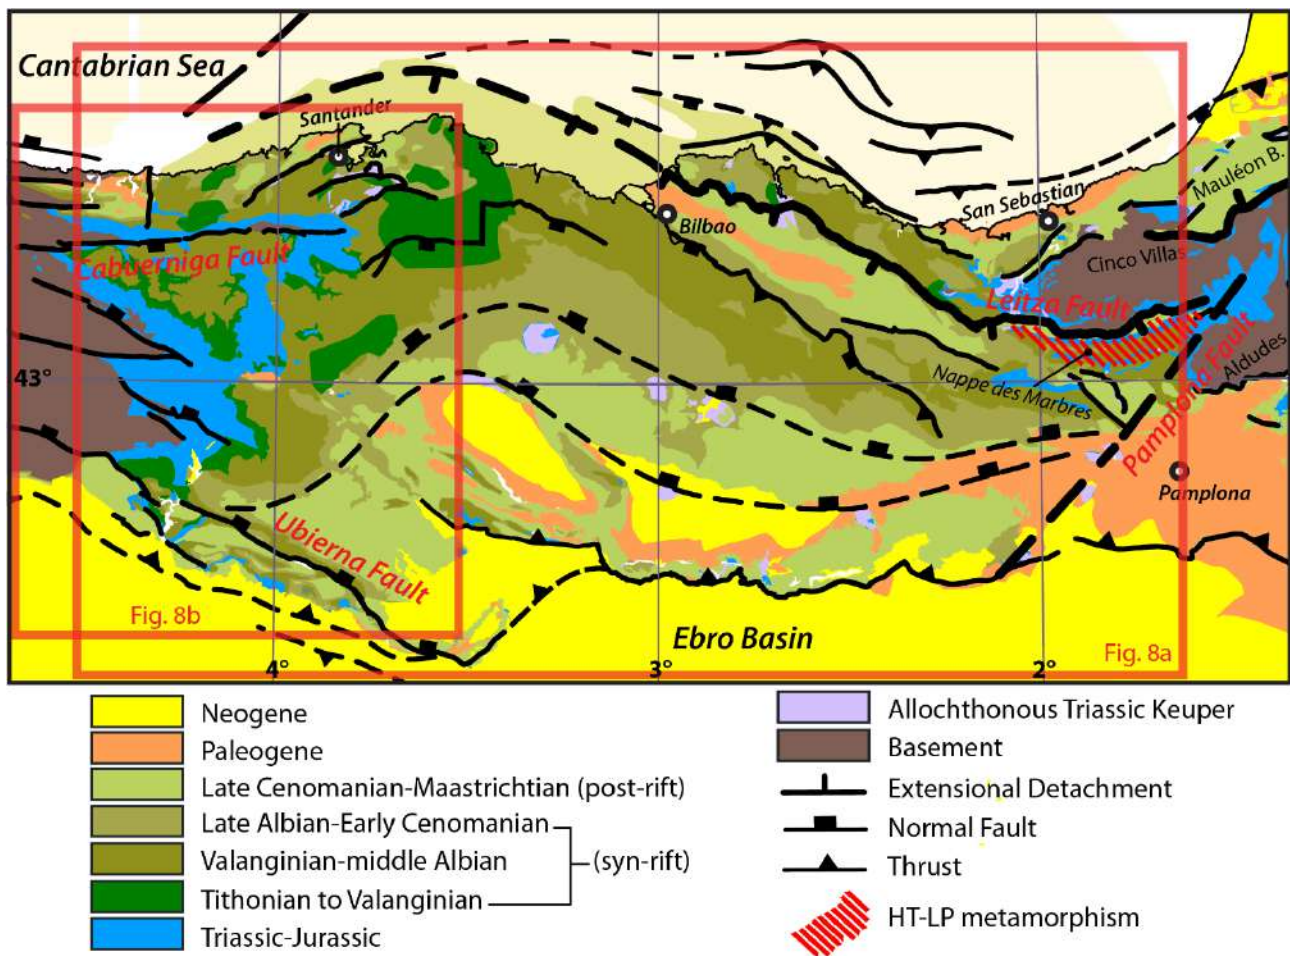 Cantabrian Sea
Santander
Mauléon B.
San Sebastian
Bilbao
Cinco Villas
Cabuerniga Fault
Leitza Fault
43°
Nappe des Marbres
Pamplona Fault
Aldudes
Pamplona
Ubierna Fault
Fig. 8b
Ebro Basin
Fig. 8a
4°
3°
2°
Neogene
Paleogene
Late Cenomanian-Maastrichtian (post-rift)
Late Albian-Early Cenomanian
Valanginian-middle Albian
(syn-rift)
Tithonian to Valanginian
Triassic-Jurassic
Allochthonous Triassic Keuper
Basement
Extensional Detachment
Normal Fault
Thrust
HT-LP metamorphism